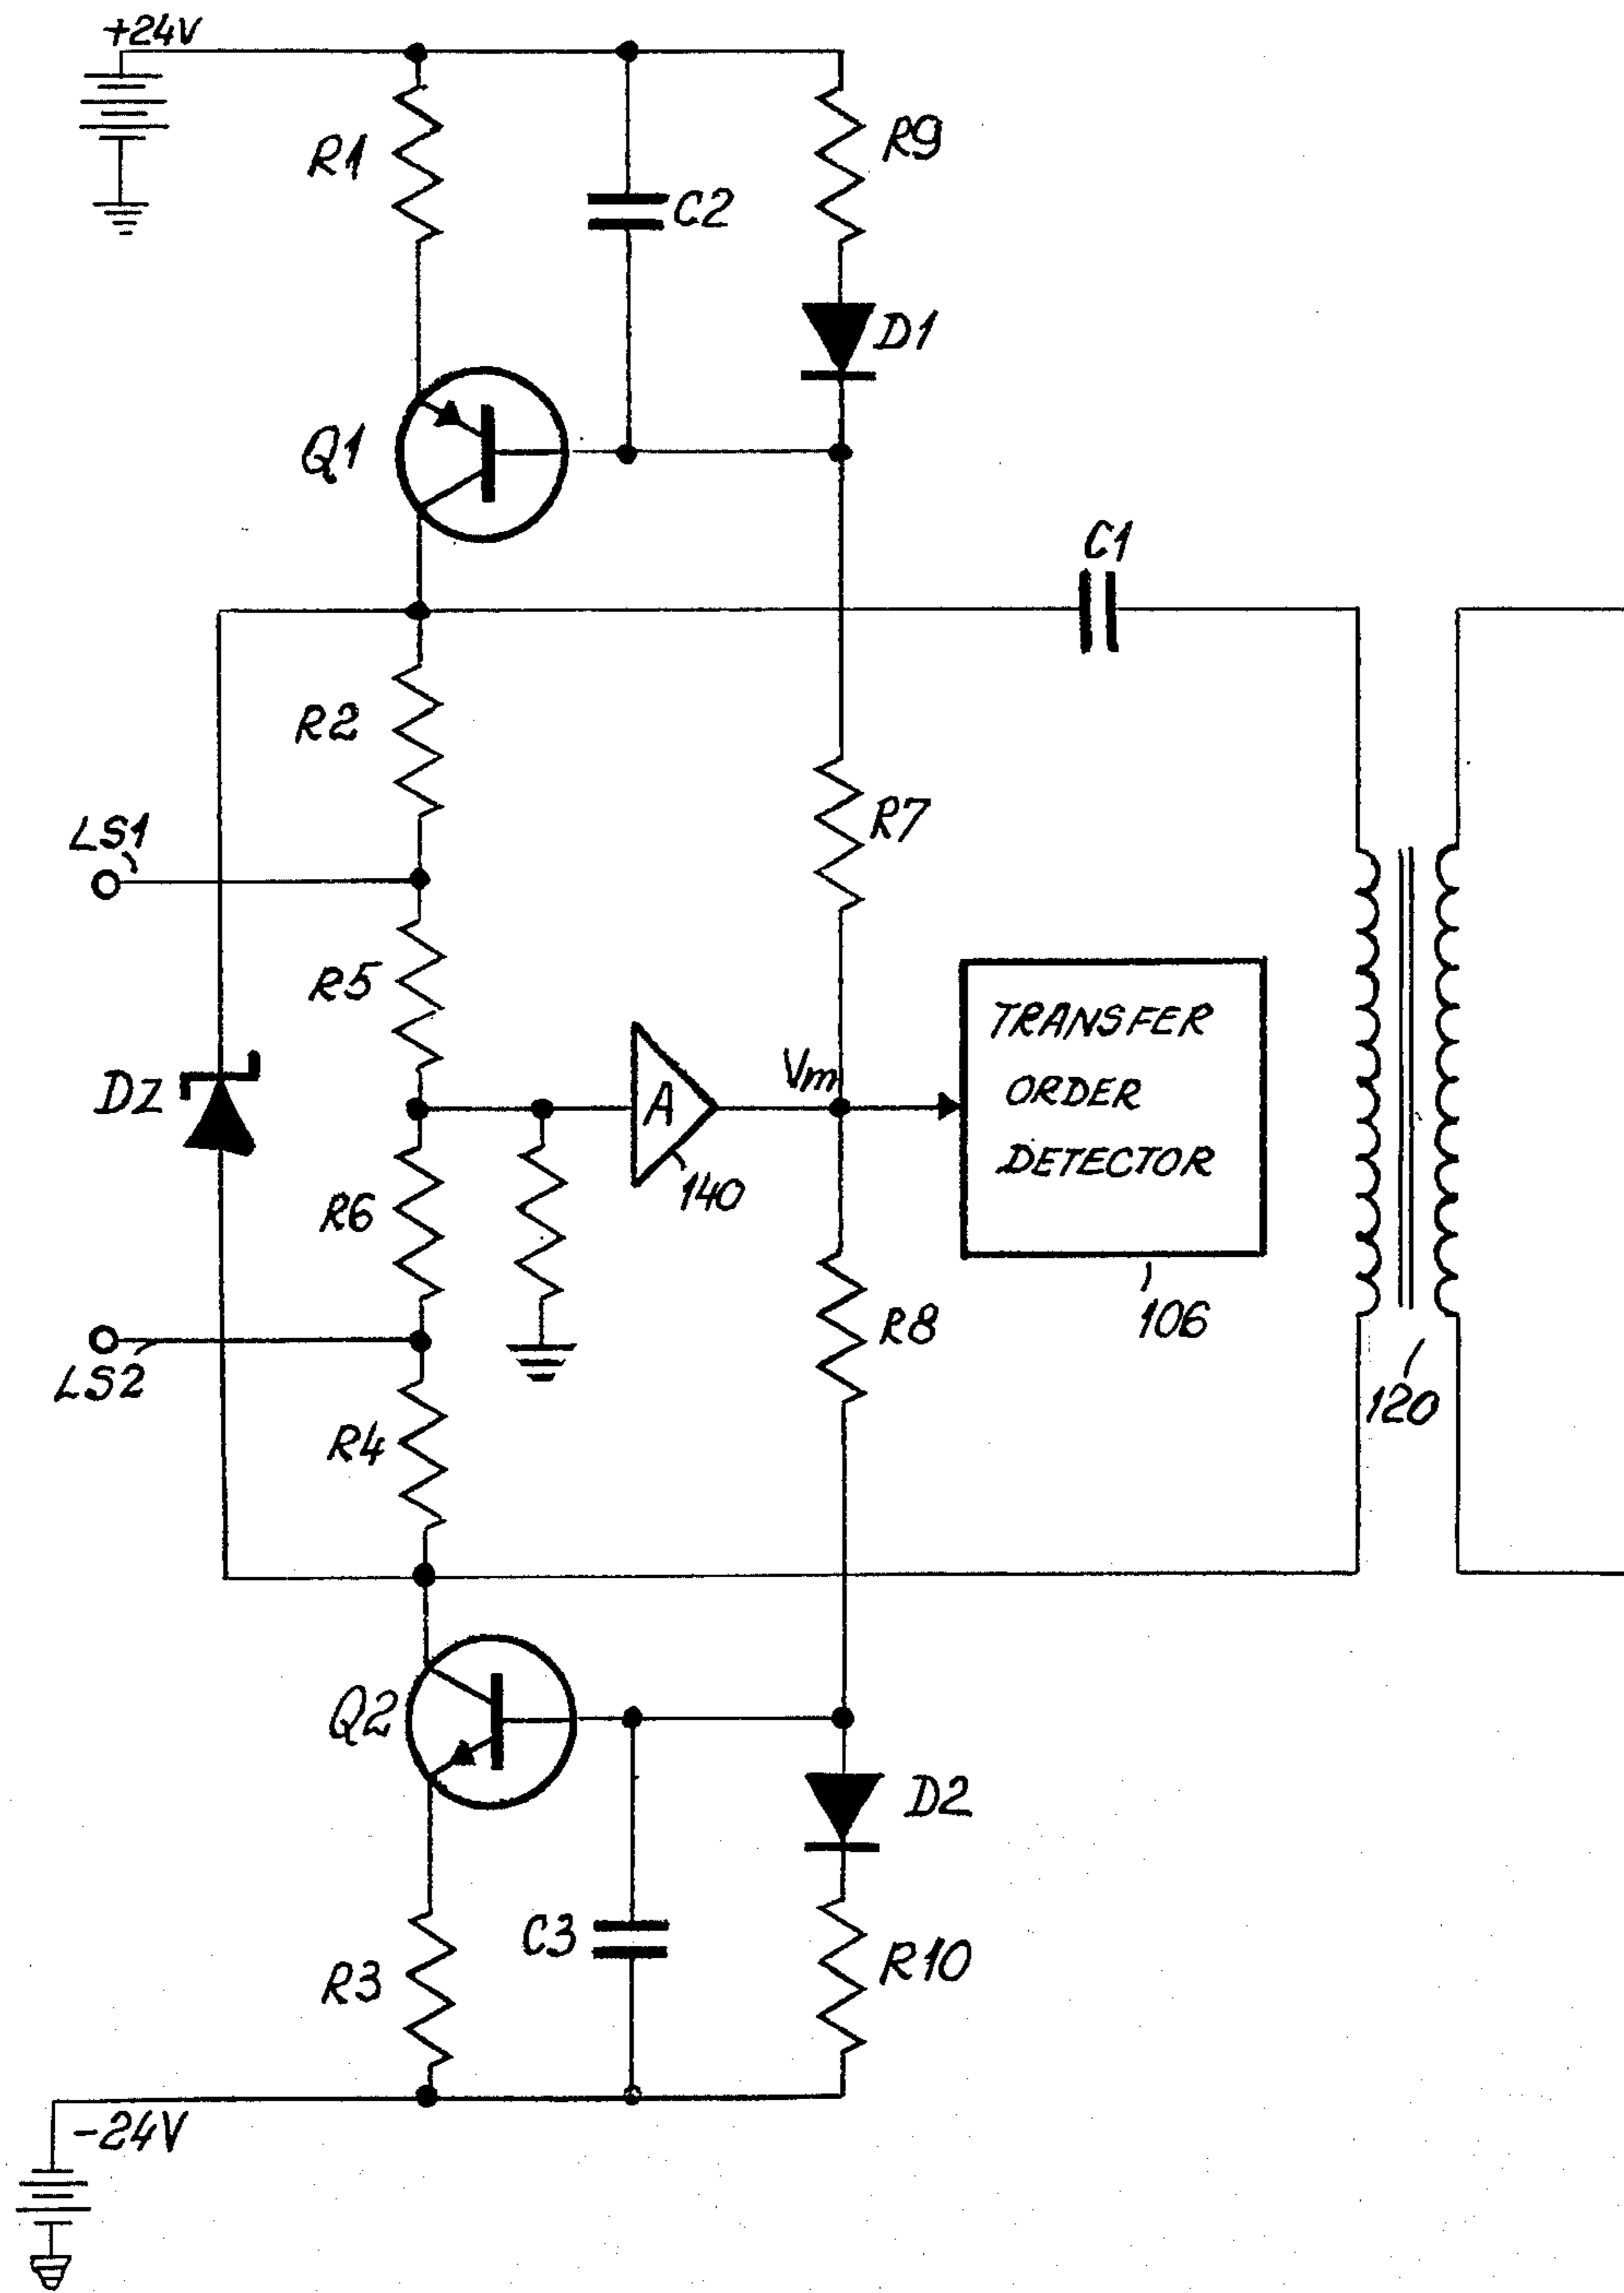 +24V
R1
C2
R9
D1
Q1
C1
R2
LS1
R7
R5
TRANSFER
ORDER
DETECTOR
Vm
DZ
A
140
R6
106
R8
LS2
120
R4
Q2
D2
C3
R10
R3
-24V